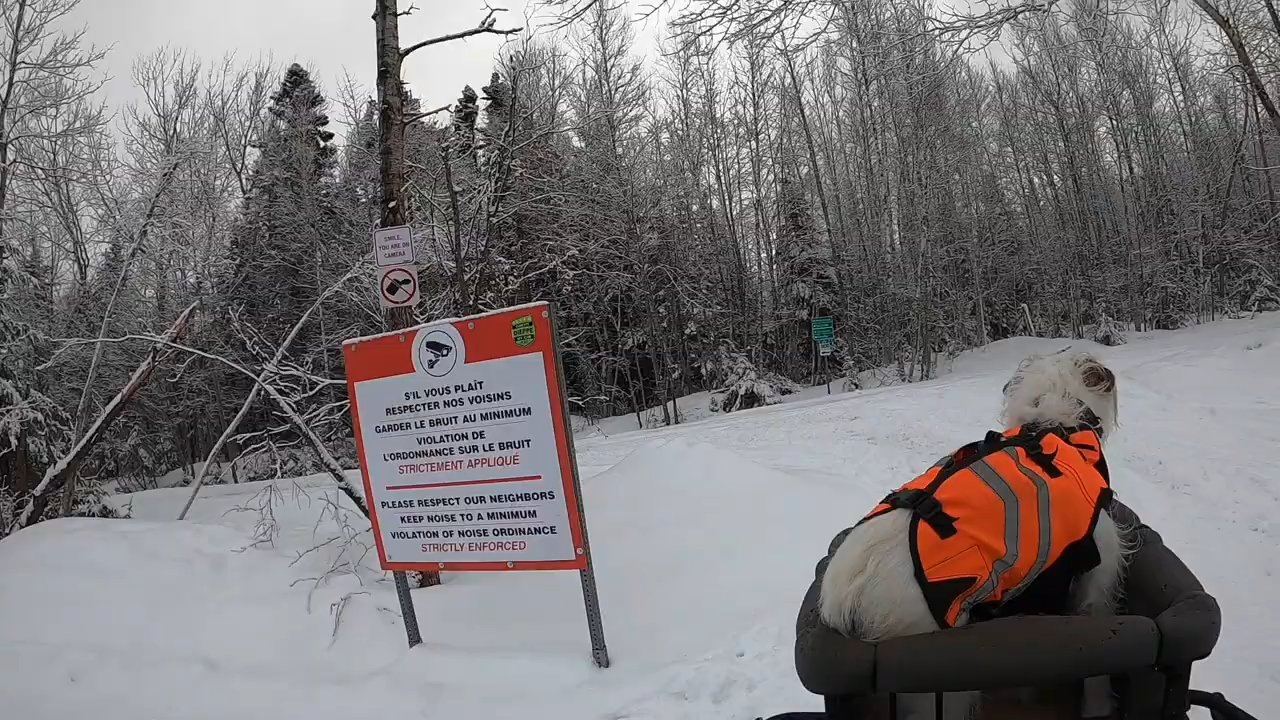 SMILE,
YOU ARE ON
CAMERA
DIEPPE
S'IL VOUS PLAÎT
RESPECTER NOS VOISINS
GARDER LE BRUIT AU MINIMUM
VIOLATION DE
L'ORDONNANCE SUR LE BRUIT
STRICTEMENT APPLIQUÉ
PLEASE RESPECT OUR NEIGHBORS
KEEP NOISE TO A MINIMUM
VIOLATION OF NOISE ORDINANCE
STRICTLY ENFORCED